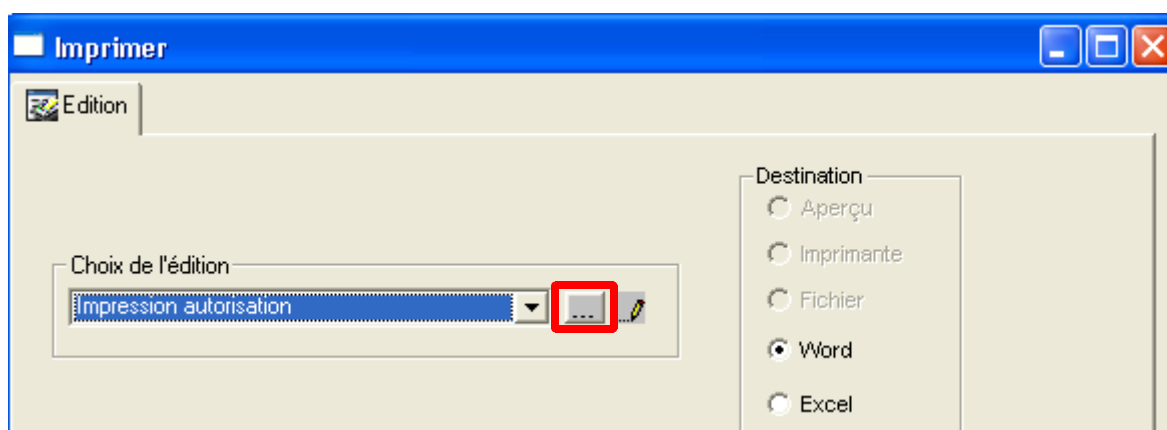 Imprimer
Edition
Destination
Aperçu
Imprimante
Choix de l'édition
Impression autorisation
...
Fichier
Word
Excel